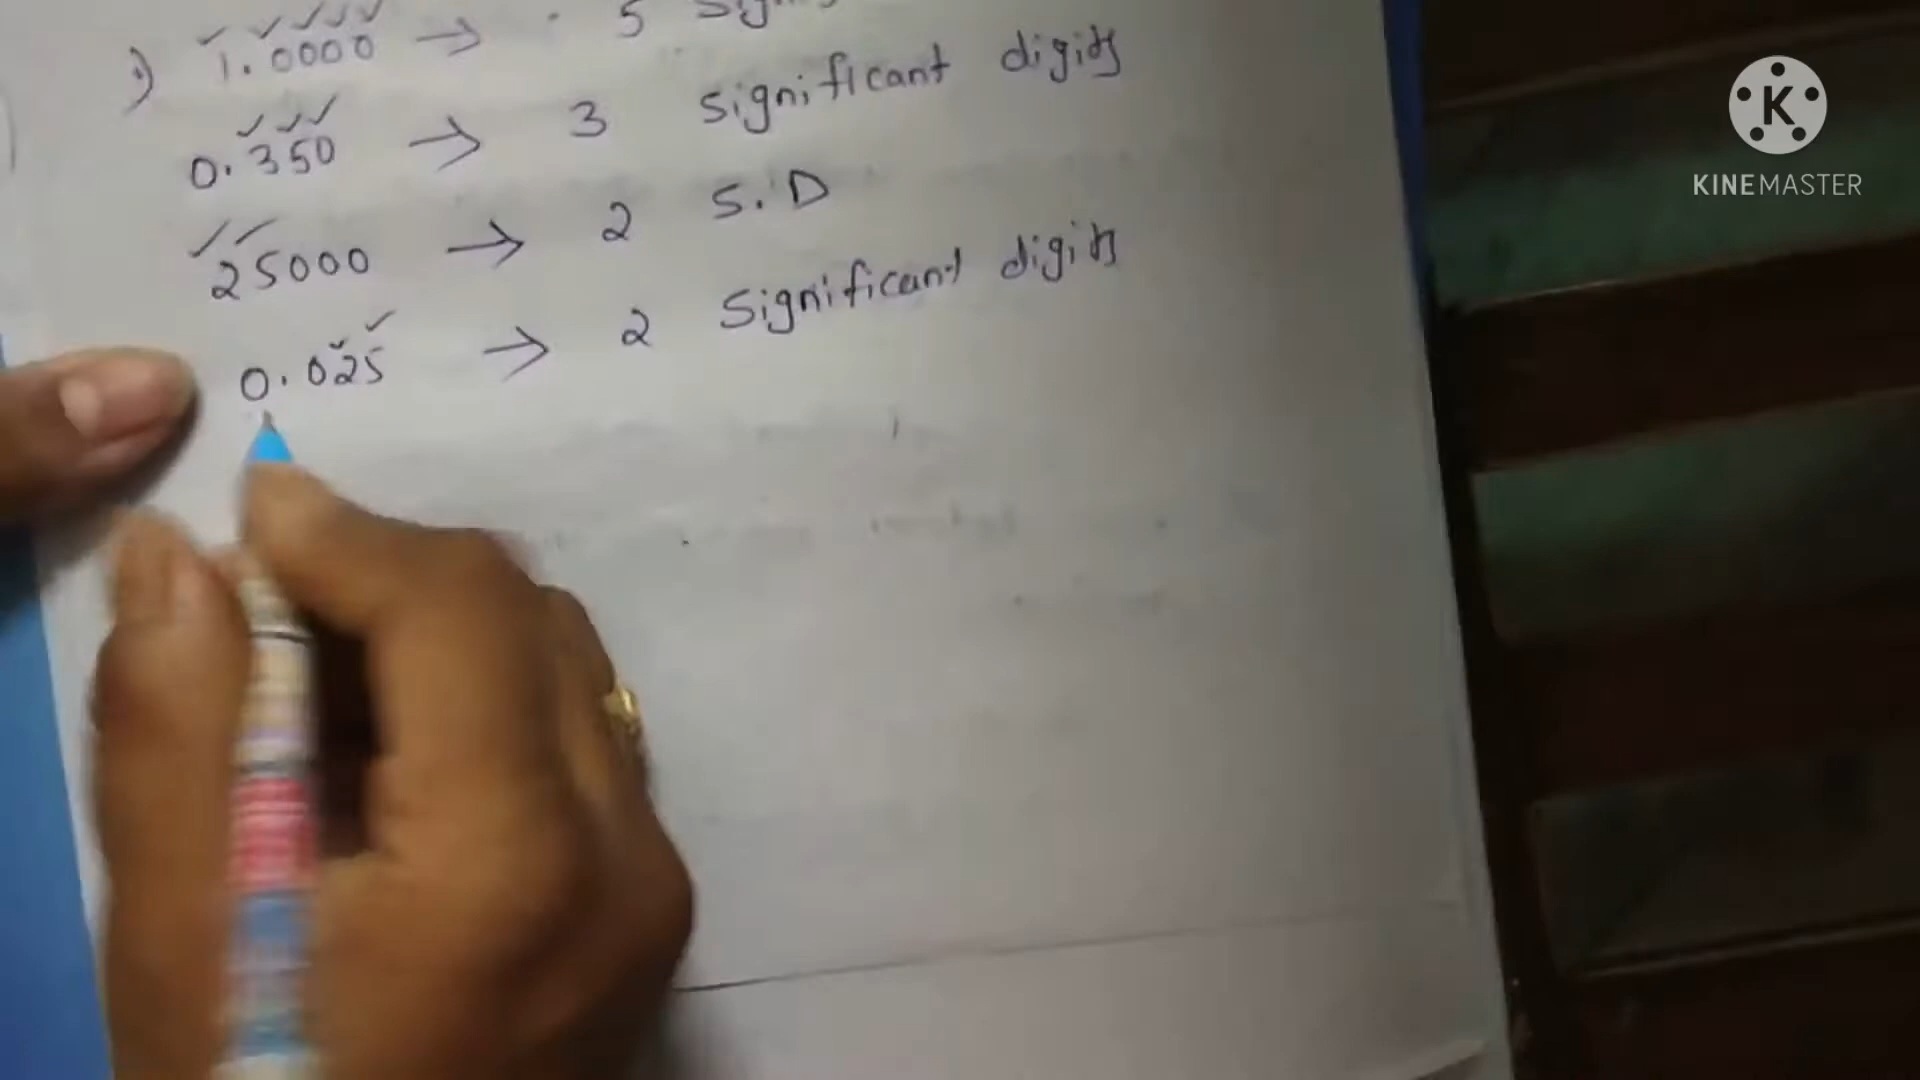 1.0000 → 5
0.350 → 3 significant digits
25000 → 2 S.D
0.025 → 2 Significant digits
K
KINEMASTER